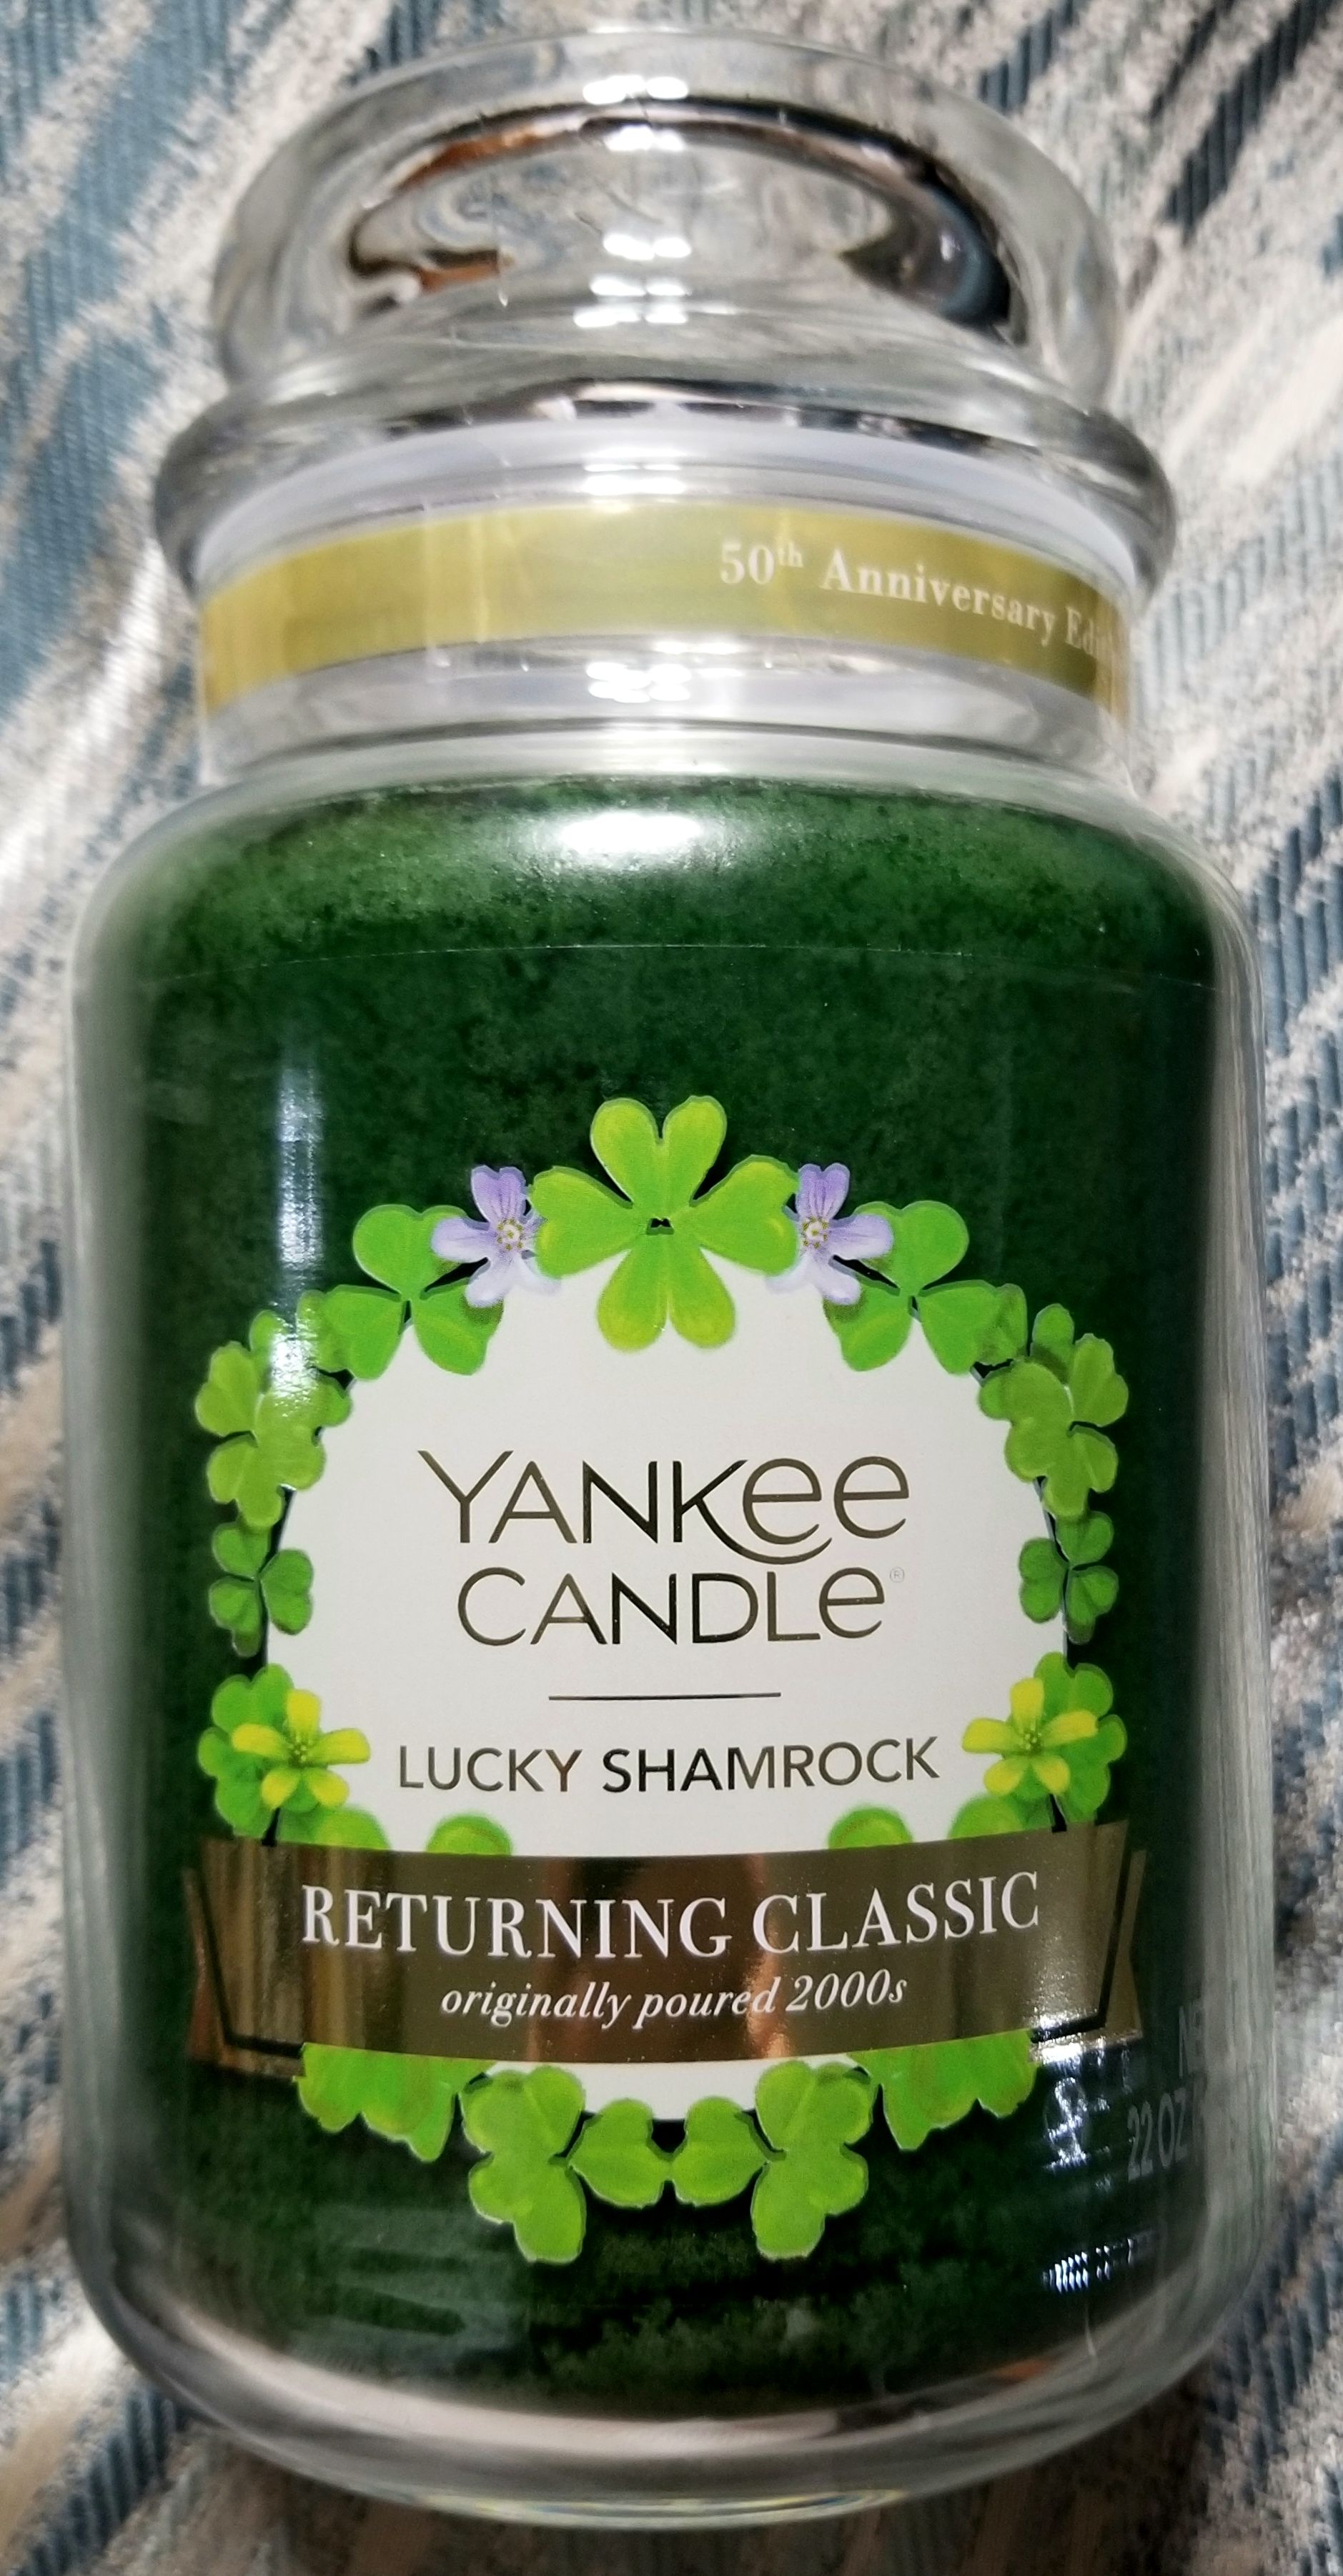 50th Anniversary
YANKEE
CANDLE®
LUCKY SHAMROCK
RETURNING CLASSIC
originally poured 2000s
22 OZ